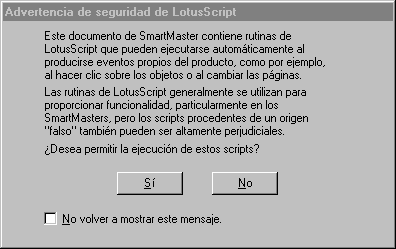 Advertencia de seguridad de LotusScript
Este documento de SmartMaster contiene rutinas de
LotusScript que pueden ejecutarse automáticamente al
producirse eventos propios del producto, como por ejemplo,
al hacer clic sobre los objetos o al cambiar las páginas.
Las rutinas de LotusScript generalmente se utilizan para
proporcionar funcionalidad, particularmente en los
SmartMasters, pero los scripts procedentes de un origen
"falso" también pueden ser altamente perjudiciales.
¿Desea permitir la ejecución de estos scripts?
Sí
No
No volver a mostrar este mensaje.